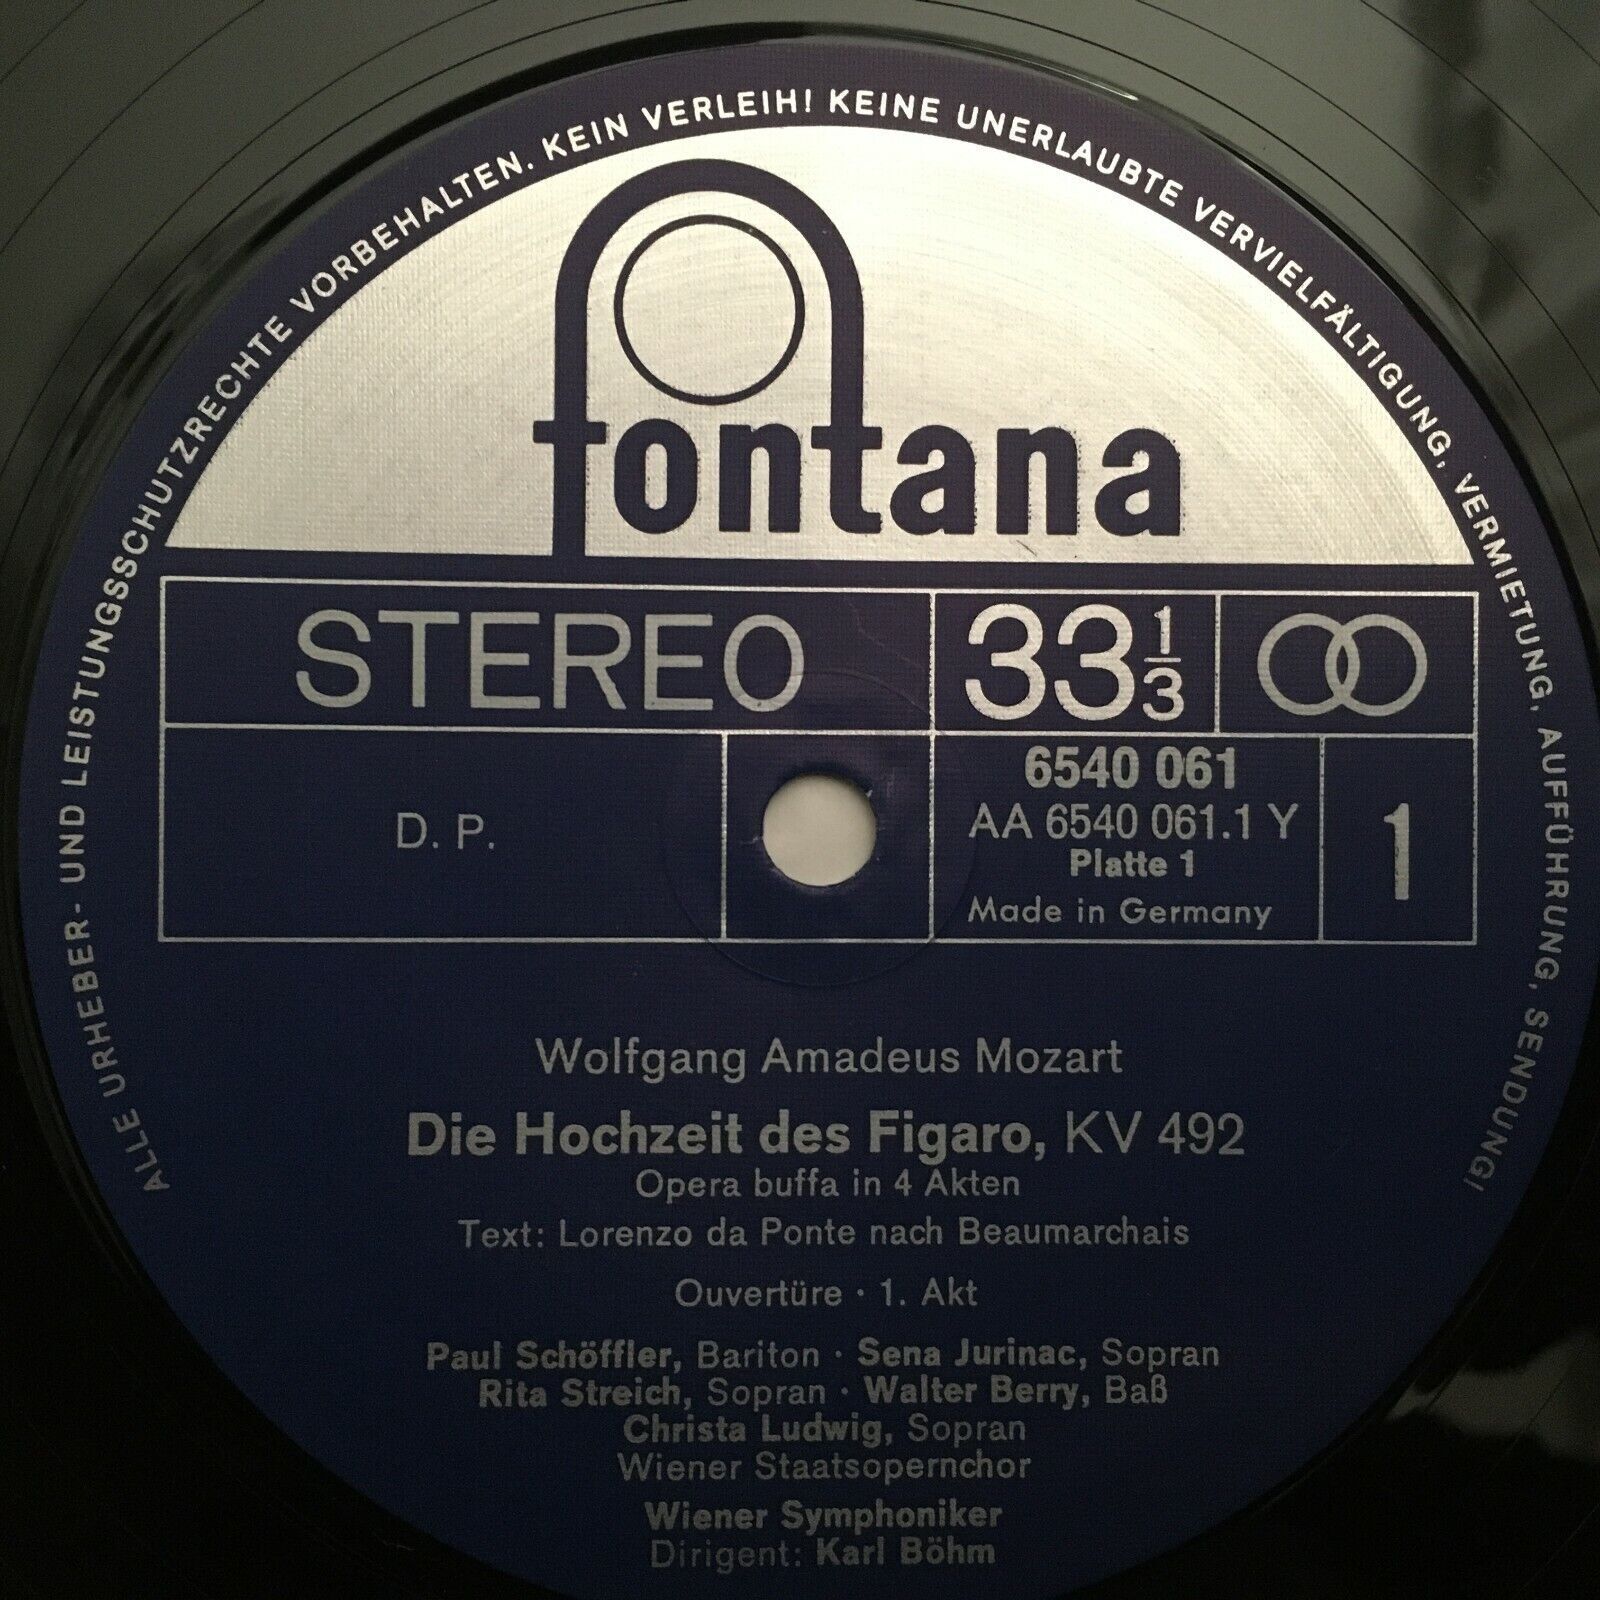 ALLE URHEBER- UND LEISTUNGSSCHUTZRECHTE VORBEHALTEN. KEIN VERLEIH! KEINE UNERLAUBTE VERVIELFÄLTIGUNG, VERMIETUNG, AUFFÜHRUNG, SENDUNG!
fontana
STEREO
33 1/3
D. P.
6540 061
AA 6540 061.1 Y
Platte 1
Made in Germany
1
Wolfgang Amadeus Mozart
Die Hochzeit des Figaro, KV 492
Opera buffa in 4 Akten
Text: Lorenzo da Ponte nach Beaumarchais
Ouvertüre · 1. Akt
Paul Schöffler, Bariton · Sena Jurinac, Sopran
Rita Streich, Sopran · Walter Berry, Baß
Christa Ludwig, Sopran
Wiener Staatsopernchor
Wiener Symphoniker
Dirigent: Karl Böhm